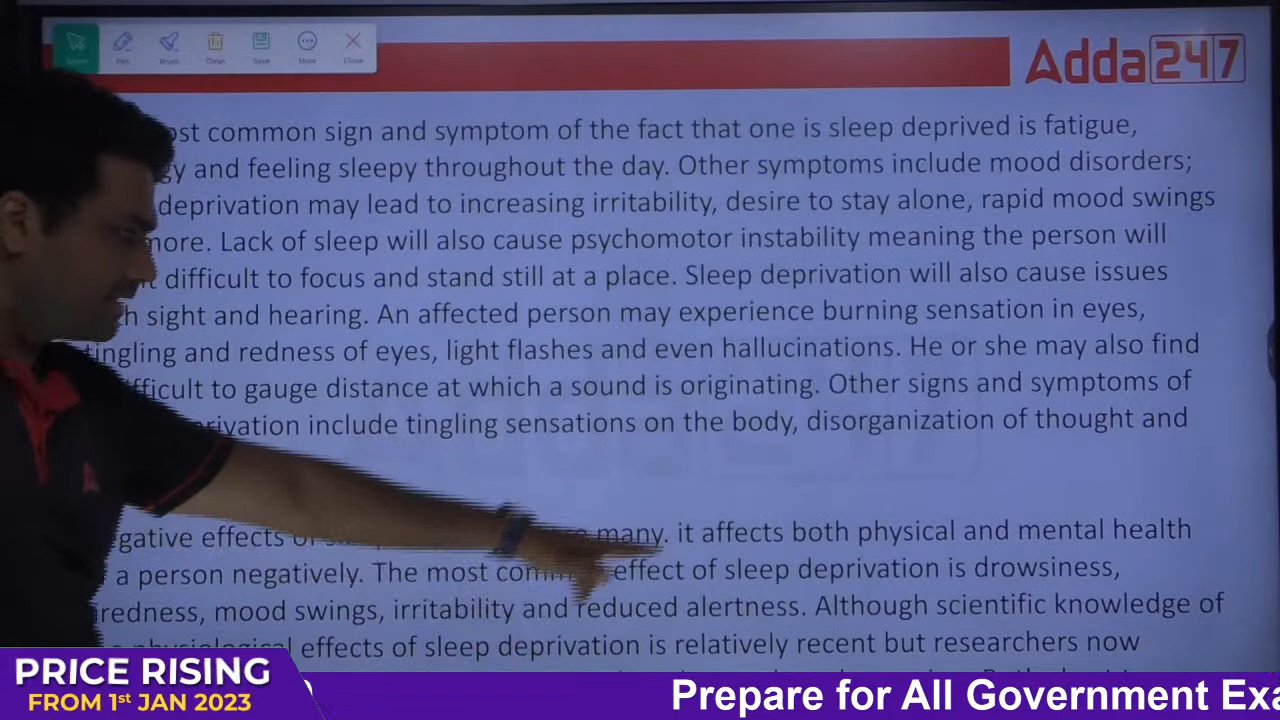 Select Pen Brush Clean Save More Close
Adda247
ost common sign and symptom of the fact that one is sleep deprived is fatigue,
gy and feeling sleepy throughout the day. Other symptoms include mood disorders;
deprivation may lead to increasing irritability, desire to stay alone, rapid mood swings
more. Lack of sleep will also cause psychomotor instability meaning the person will
difficult to focus and stand still at a place. Sleep deprivation will also cause issues
h sight and hearing. An affected person may experience burning sensation in eyes,
tingling and redness of eyes, light flashes and even hallucinations. He or she may also find
fficult to gauge distance at which a sound is originating. Other signs and symptoms of
rivation include tingling sensations on the body, disorganization of thought and
gative effects many. it affects both physical and mental health
a person negatively. The most effect of sleep deprivation is drowsiness,
redness, mood swings, irritability and reduced alertness. Although scientific knowledge of
physiological effects of sleep deprivation is relatively recent but researchers now
PRICE RISING
FROM 1st JAN 2023
Prepare for All Government Exa